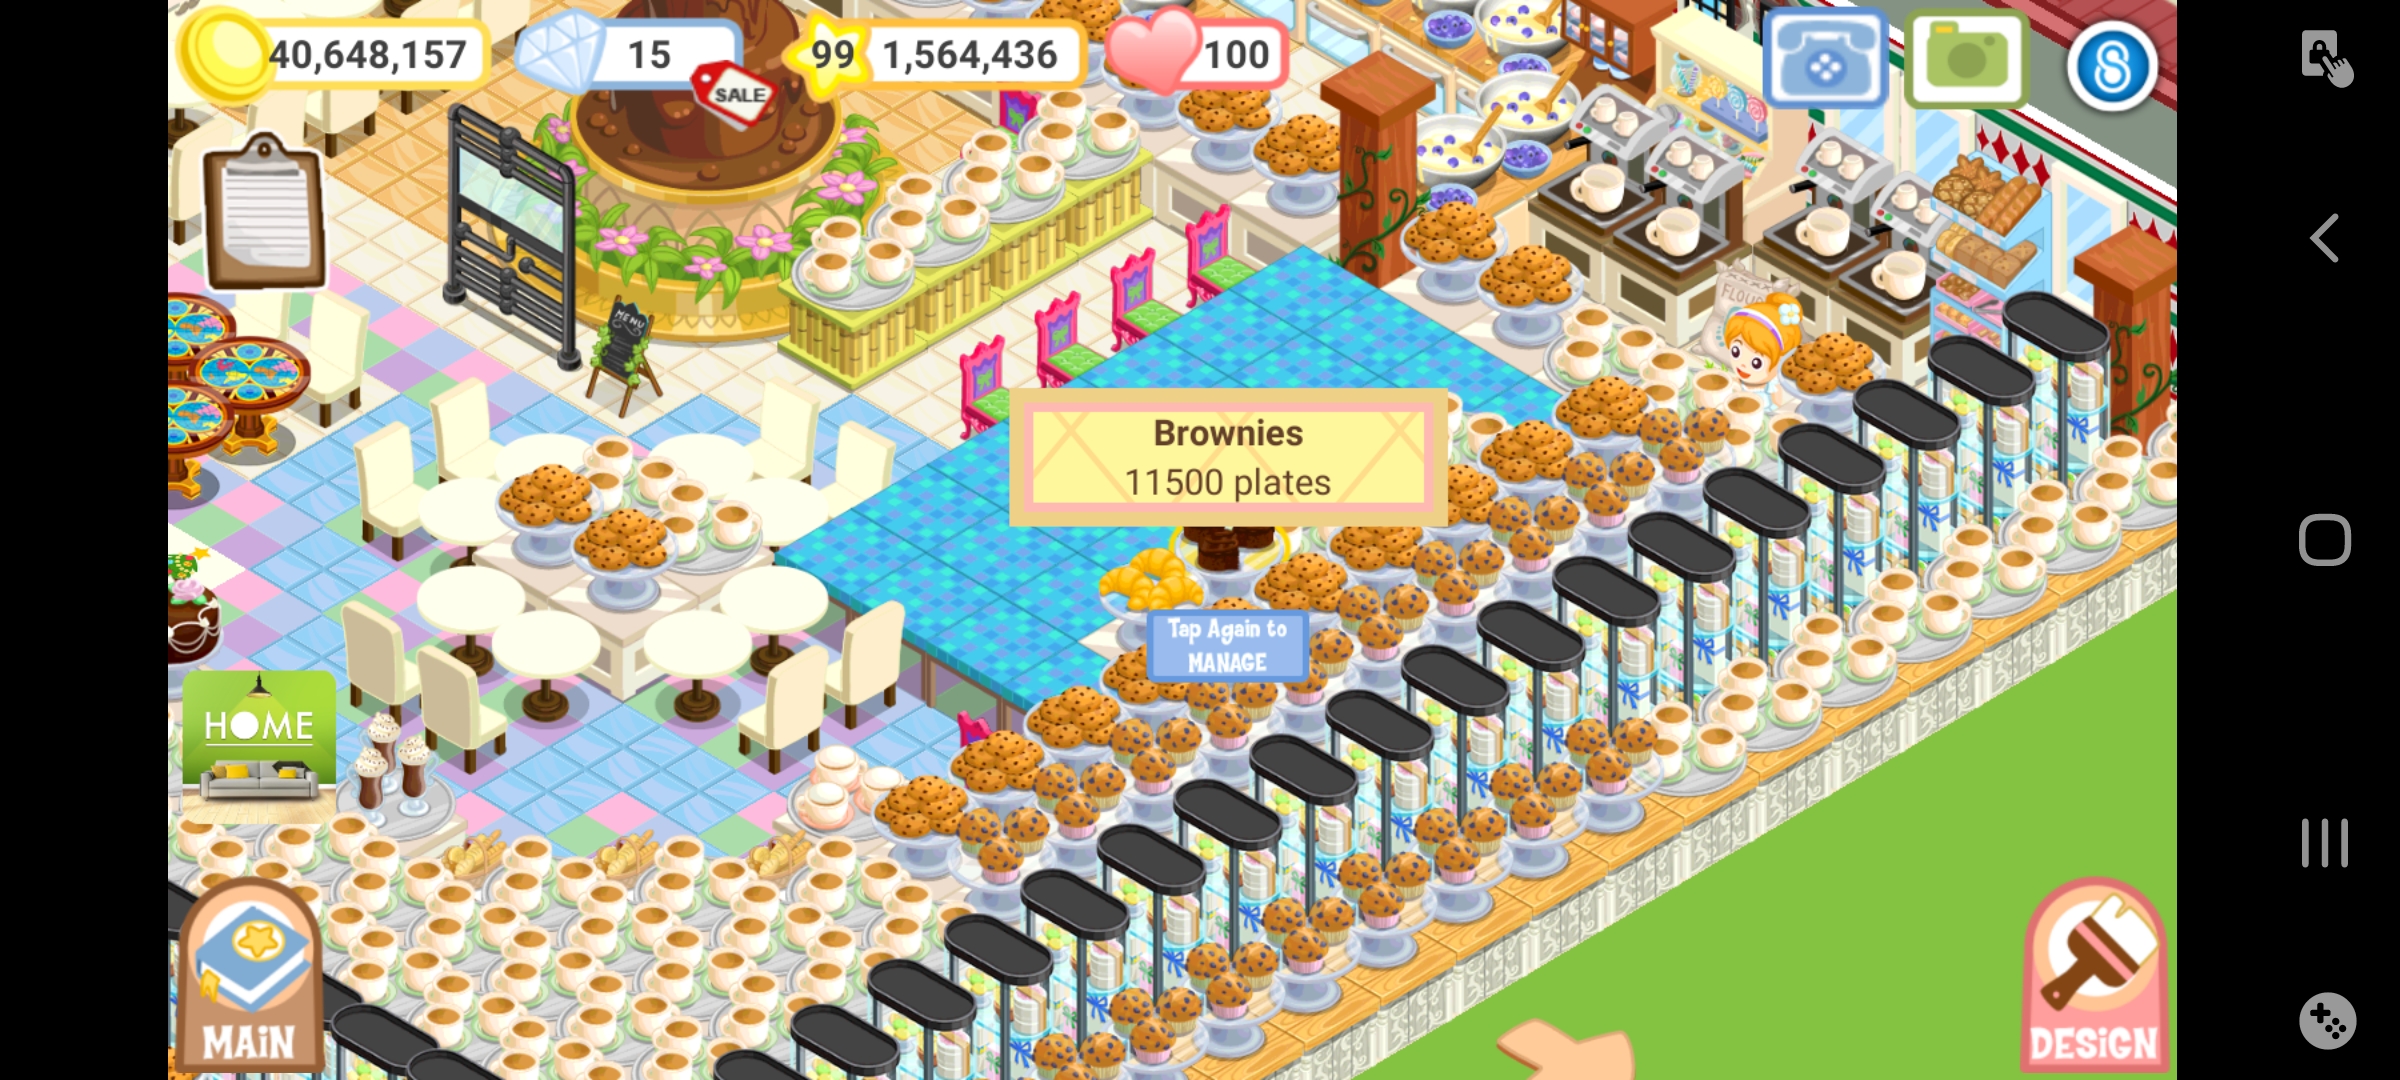 40,648,157
15
SALE
99
1,564,436
100
MENU
FLOUR
Brownies
11500 plates
Tap Again to
MANAGE
HOME
MAiN
DESiGN